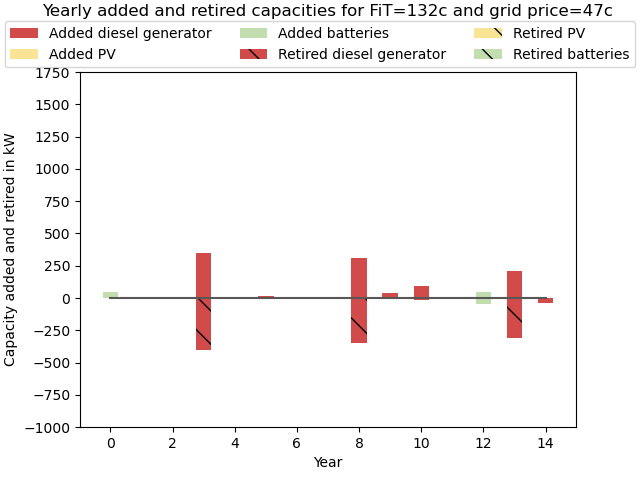 Yearly added and retired capacities for FiT=132c and grid price=47c
Added diesel generator Added batteries Retired PV
Added PV Retired diesel generator Retired batteries
1750
1500
1250
1000
750
500
250
0
−250
−500
−750
−1000
Capacity added and retired in kW
0 2 4 6 8 10 12 14
Year